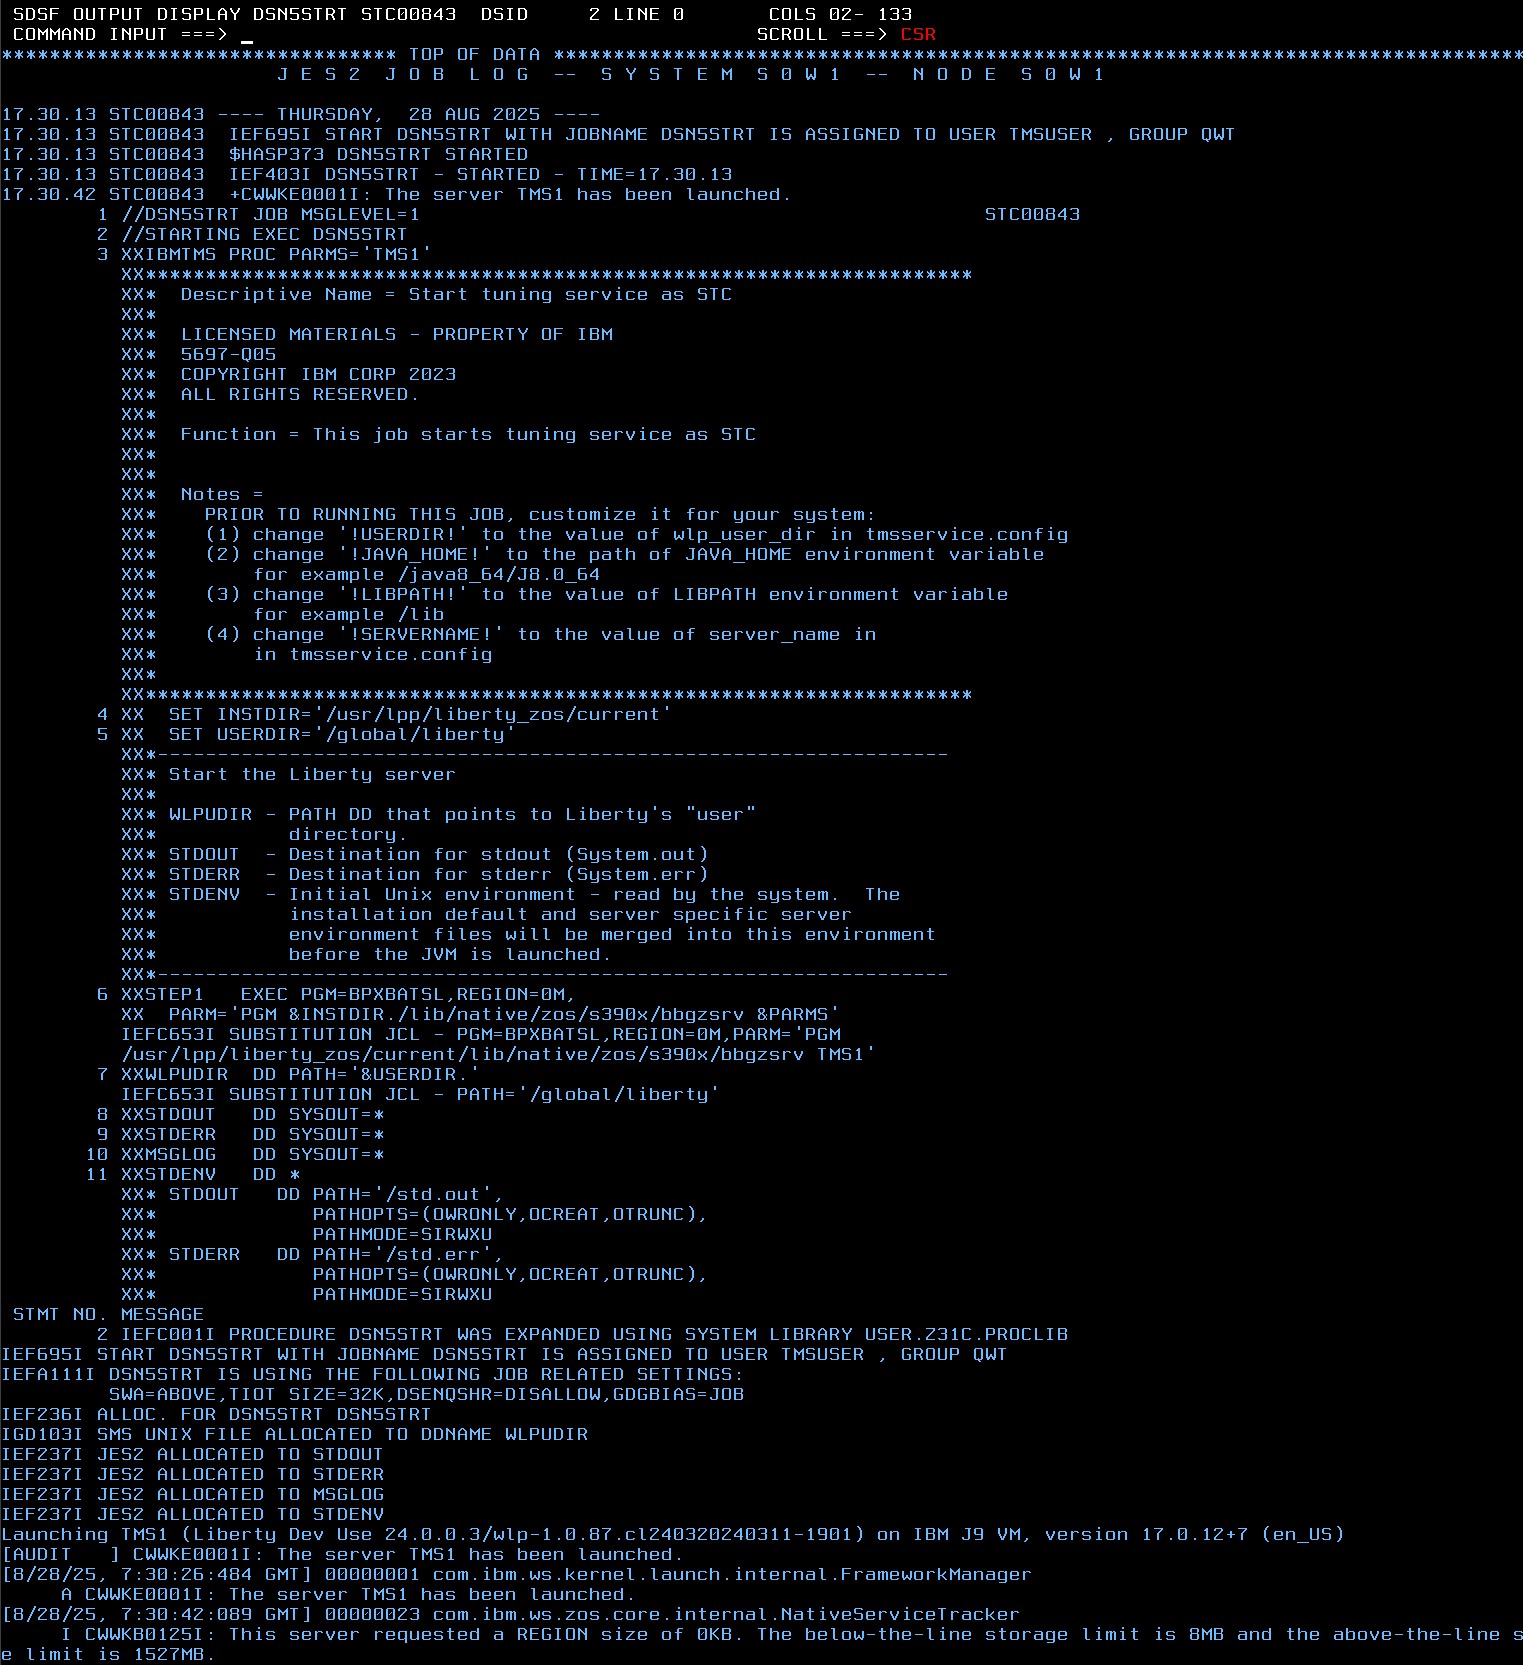 SDSF OUTPUT DISPLAY DSN5STRT STC00843  DSID     2 LINE 0       COLS 02- 133
COMMAND INPUT ===> _                                            SCROLL ===> CSR
********************************* TOP OF DATA *********************************************************************************
                       J E S 2  J O B  L O G  --  S Y S T E M  S 0 W 1  --  N O D E  S 0 W 1

17.30.13 STC00843 ---- THURSDAY,  28 AUG 2025 ----
17.30.13 STC00843  IEF695I START DSN5STRT WITH JOBNAME DSN5STRT IS ASSIGNED TO USER TMSUSER , GROUP QWT
17.30.13 STC00843  $HASP373 DSN5STRT STARTED
17.30.13 STC00843  IEF403I DSN5STRT - STARTED - TIME=17.30.13
17.30.42 STC00843  +CWWKE0001I: The server TMS1 has been launched.
        1 //DSN5STRT JOB MSGLEVEL=1                                               STC00843
        2 //STARTING EXEC DSN5STRT
        3 XXIBMTMS PROC PARMS='TMS1'
          XX*********************************************************************
          XX*  Descriptive Name = Start tuning service as STC
          XX*
          XX*  LICENSED MATERIALS - PROPERTY OF IBM
          XX*  5697-Q05
          XX*  COPYRIGHT IBM CORP 2023
          XX*  ALL RIGHTS RESERVED.
          XX*
          XX*  Function = This job starts tuning service as STC
          XX*
          XX*
          XX*  Notes =
          XX*    PRIOR TO RUNNING THIS JOB, customize it for your system:
          XX*    (1) change '!USERDIR!' to the value of wlp_user_dir in tmsservice.config
          XX*    (2) change '!JAVA_HOME!' to the path of JAVA_HOME environment variable
          XX*        for example /java8_64/J8.0_64
          XX*    (3) change '!LIBPATH!' to the value of LIBPATH environment variable
          XX*        for example /lib
          XX*    (4) change '!SERVERNAME!' to the value of server_name in
          XX*        in tmsservice.config
          XX*
          XX*********************************************************************
        4 XX  SET INSTDIR='/usr/lpp/liberty_zos/current'
        5 XX  SET USERDIR='/global/liberty'
          XX*------------------------------------------------------------------
          XX* Start the Liberty server
          XX*
          XX* WLPUDIR - PATH DD that points to Liberty's "user"
          XX*           directory.
          XX* STDOUT  - Destination for stdout (System.out)
          XX* STDERR  - Destination for stderr (System.err)
          XX* STDENV  - Initial Unix environment - read by the system.  The
          XX*           installation default and server specific server
          XX*           environment files will be merged into this environment
          XX*           before the JVM is launched.
          XX*------------------------------------------------------------------
        6 XXSTEP1   EXEC PGM=BPXBATSL,REGION=0M,
          XX  PARM='PGM &INSTDIR./lib/native/zos/s390x/bbgzsrv &PARMS'
          IEFC653I SUBSTITUTION JCL - PGM=BPXBATSL,REGION=0M,PARM='PGM
          /usr/lpp/liberty_zos/current/lib/native/zos/s390x/bbgzsrv TMS1'
        7 XXWLPUDIR  DD PATH='&USERDIR.'
          IEFC653I SUBSTITUTION JCL - PATH='/global/liberty'
        8 XXSTDOUT   DD SYSOUT=*
        9 XXSTDERR   DD SYSOUT=*
       10 XXMSGLOG   DD SYSOUT=*
       11 XXSTDENV   DD *
          XX* STDOUT   DD PATH='/std.out',
          XX*             PATHOPTS=(OWRONLY,OCREAT,OTRUNC),
          XX*             PATHMODE=SIRWXU
          XX* STDERR   DD PATH='/std.err',
          XX*             PATHOPTS=(OWRONLY,OCREAT,OTRUNC),
          XX*             PATHMODE=SIRWXU
 STMT NO. MESSAGE
        2 IEFC001I PROCEDURE DSN5STRT WAS EXPANDED USING SYSTEM LIBRARY USER.Z31C.PROCLIB
IEF695I START DSN5STRT WITH JOBNAME DSN5STRT IS ASSIGNED TO USER TMSUSER , GROUP QWT
IEFA111I DSN5STRT IS USING THE FOLLOWING JOB RELATED SETTINGS:
         SWA=ABOVE,TIOT SIZE=32K,DSENQSHR=DISALLOW,GDGBIAS=JOB
IEF236I ALLOC. FOR DSN5STRT DSN5STRT
IGD103I SMS UNIX FILE ALLOCATED TO DDNAME WLPUDIR
IEF237I JES2 ALLOCATED TO STDOUT
IEF237I JES2 ALLOCATED TO STDERR
IEF237I JES2 ALLOCATED TO MSGLOG
IEF237I JES2 ALLOCATED TO STDENV
Launching TMS1 (Liberty Dev Use 24.0.0.3/wlp-1.0.87.cl240320240311-1901) on IBM J9 VM, version 17.0.12+7 (en_US)
[AUDIT   ] CWWKE0001I: The server TMS1 has been launched.
[8/28/25, 7:30:26:484 GMT] 00000001 com.ibm.ws.kernel.launch.internal.FrameworkManager
     A CWWKE0001I: The server TMS1 has been launched.
[8/28/25, 7:30:42:089 GMT] 00000023 com.ibm.ws.zos.core.internal.NativeServiceTracker
     I CWWKB0125I: This server requested a REGION size of 0KB. The below-the-line storage limit is 8MB and the above-the-line s
e limit is 1527MB.